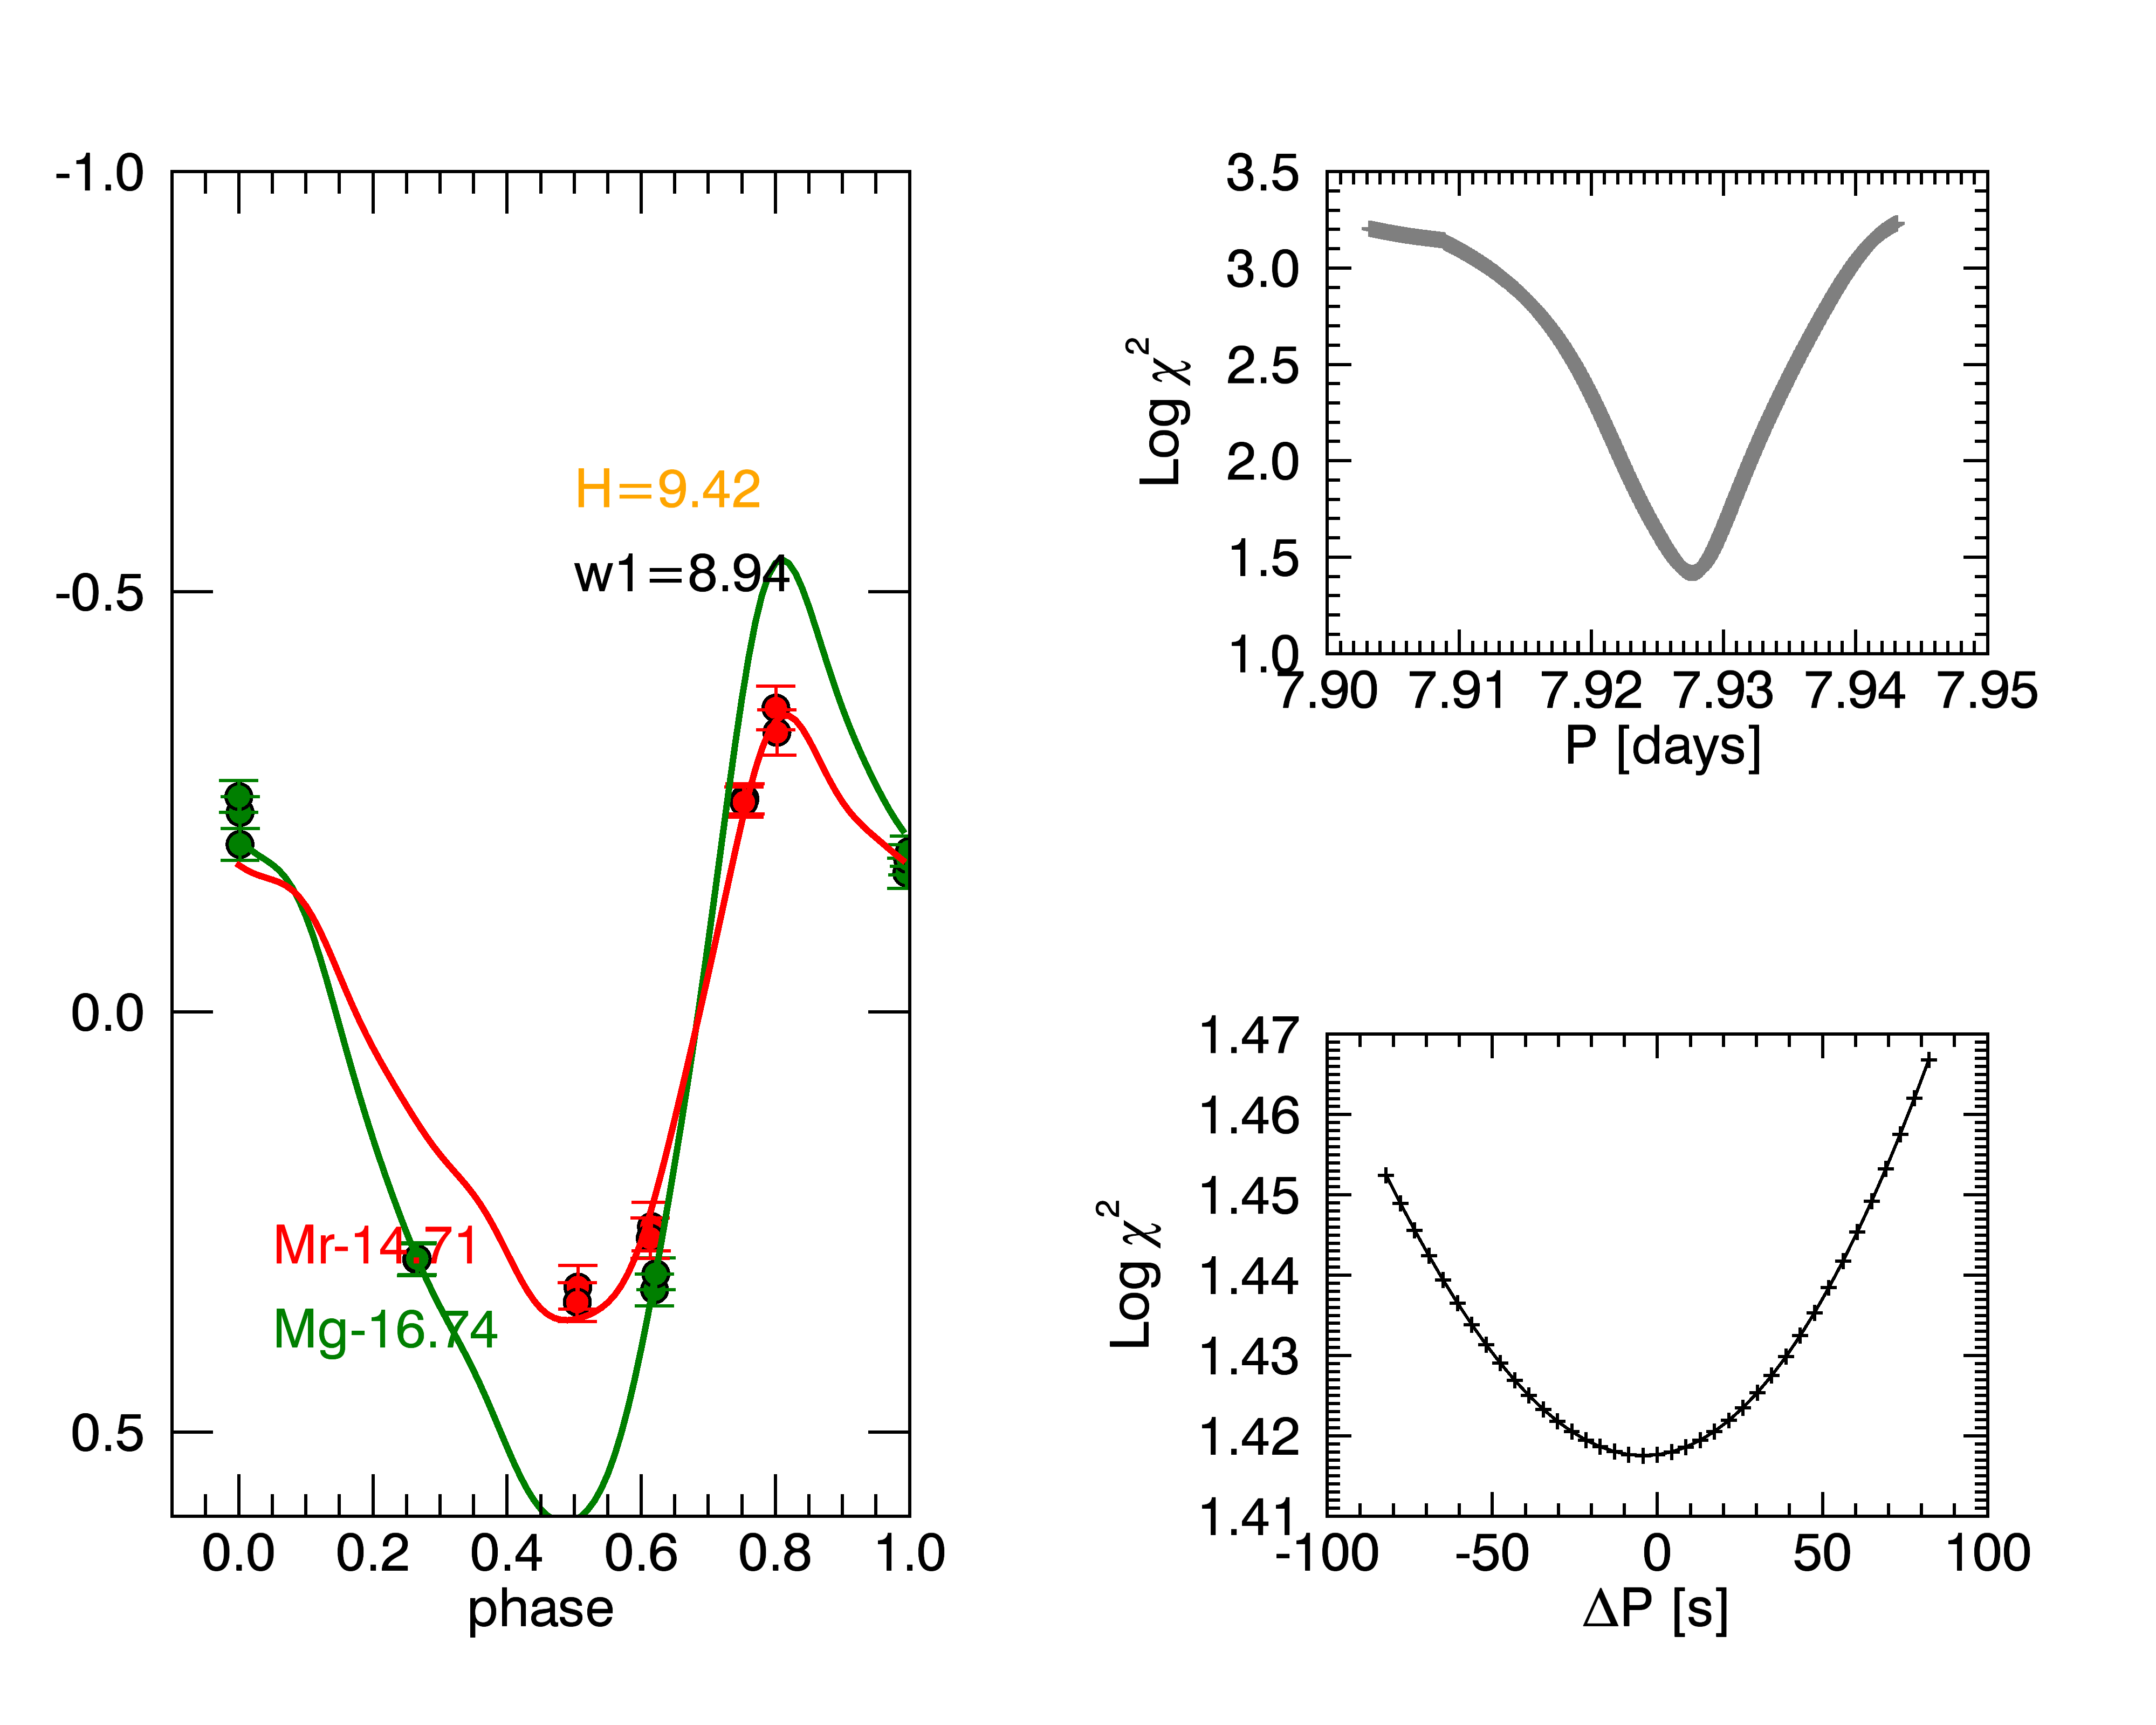 -1.0
-0.5
0.0
0.5
H=9.42
w1=8.94
Mr-14.71
Mg-16.74
0.0 0.2 0.4 0.6 0.8 1.0
phase
3.5
3.0
2.5
2.0
1.5
1.0
Log χ²
7.90 7.91 7.92 7.93 7.94 7.95
P [days]
1.47
1.46
1.45
1.44
1.43
1.42
1.41
Log χ²
-100 -50 0 50 100
ΔP [s]